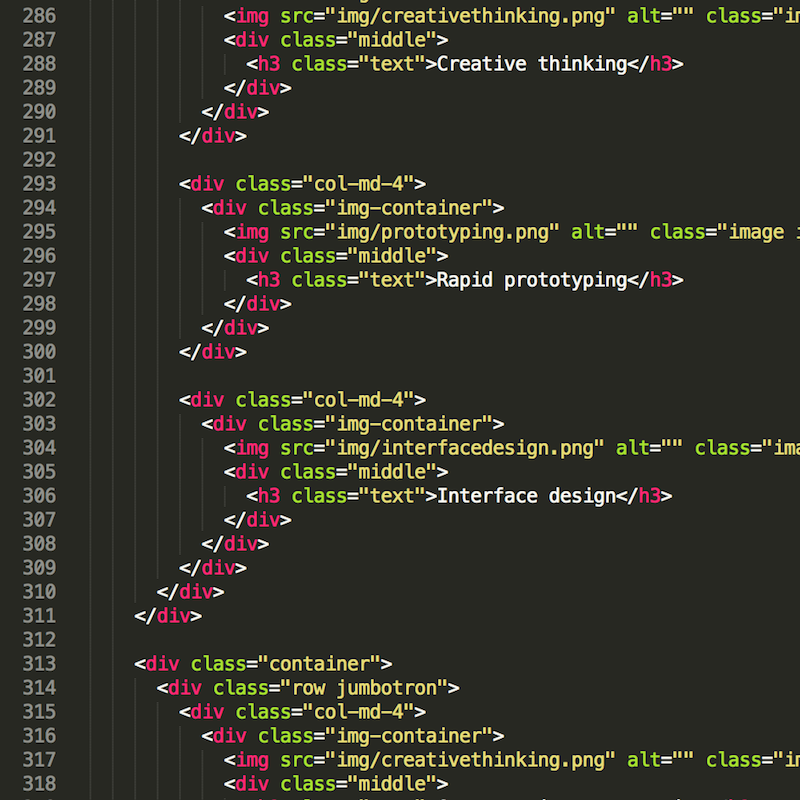 286 <img src="img/creativethinking.png" alt="" class="im
287 <div class="middle">
288 <h3 class="text">Creative thinking</h3>
289 </div>
290 </div>
291 </div>
292
293 <div class="col-md-4">
294 <div class="img-container">
295 <img src="img/prototyping.png" alt="" class="image i
296 <div class="middle">
297 <h3 class="text">Rapid prototyping</h3>
298 </div>
299 </div>
300 </div>
301
302 <div class="col-md-4">
303 <div class="img-container">
304 <img src="img/interfacedesign.png" alt="" class="ima
305 <div class="middle">
306 <h3 class="text">Interface design</h3>
307 </div>
308 </div>
309 </div>
310 </div>
311 </div>
312
313 <div class="container">
314 <div class="row jumbotron">
315 <div class="col-md-4">
316 <div class="img-container">
317 <img src="img/creativethinking.png" alt="" class="im
318 <div class="middle">